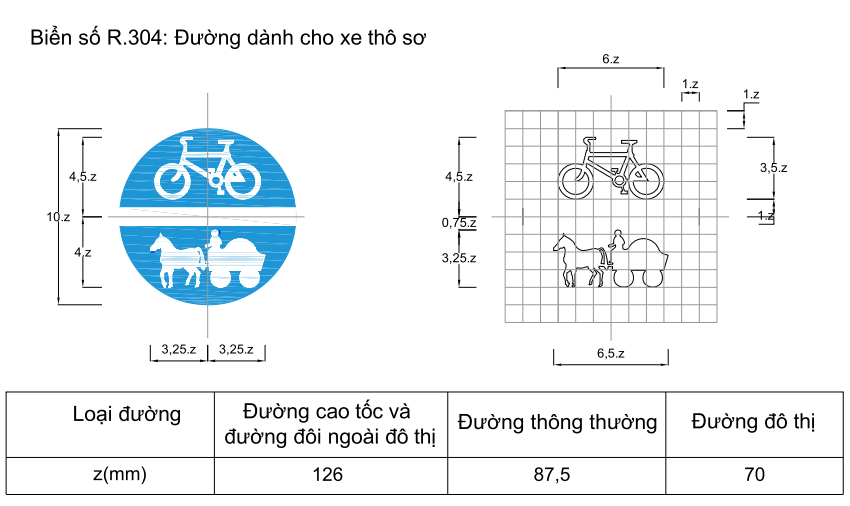 Biển số R.304: Đường dành cho xe thô sơ
6.z
1.z
1.z
4,5.z
10.z
4,z
3,25.z
3,25.z
4,5.z
0,75.z
3,25.z
3,5.z
1.z
6,5.z
Loại đường
Đường cao tốc và
đường đôi ngoài đô thị
Đường thông thường
Đường đô thị
z(mm)
126
87,5
70